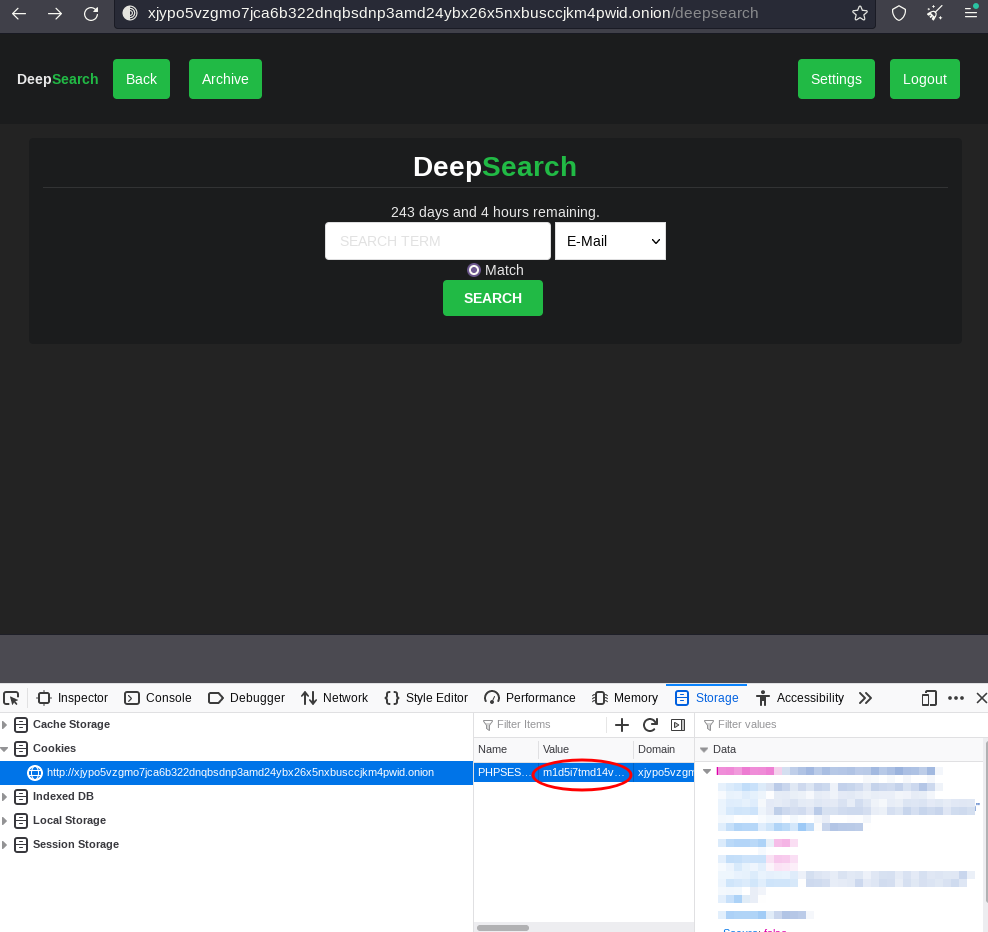 xjypo5vzgmo7jca6b322dnqbsdnp3amd24ybx26x5nxbusccjkm4pwid.onion/deepsearch
DeepSearch Back Archive Settings Logout
DeepSearch
243 days and 4 hours remaining.
SEARCH TERM E-Mail
Match
SEARCH
Inspector Console Debugger Network Style Editor Performance Memory Storage Accessibility
Cache Storage
Cookies
http://xjypo5vzgmo7jca6b322dnqbsdnp3amd24ybx26x5nxbusccjkm4pwid.onion
Indexed DB
Local Storage
Session Storage
Filter Items
Name Value Domain
PHPSES… m1d5i7tmd14v… xjypo5vzgm
Filter values
Data